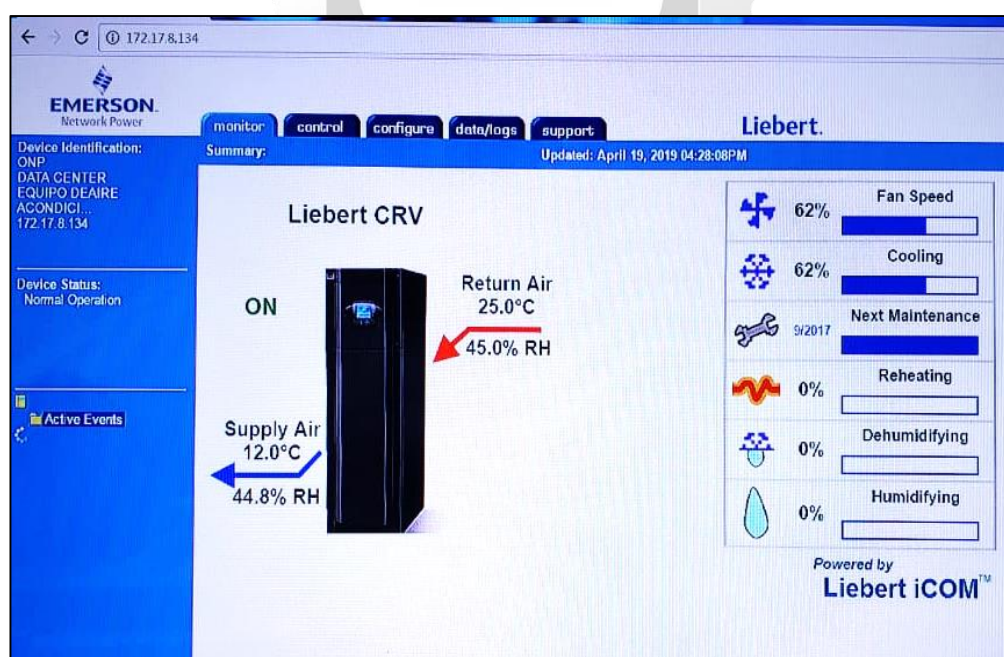 172.17.8.134
EMERSON.
Network Power
monitor control configure data/logs support
Liebert.
Device Identification:
ONP
DATA CENTER
EQUIPO DEAIRE
ACONDICI...
172.17.8.134
Summary:
Updated: April 19, 2019 04:28:08PM
Device Status:
Normal Operation
Active Events
Liebert CRV
ON
Return Air
25.0°C
45.0% RH
Supply Air
12.0°C
44.8% RH
Fan Speed
62%
Cooling
62%
Next Maintenance
9/2017
Reheating
0%
Dehumidifying
0%
Humidifying
0%
Powered by
Liebert iCOM™